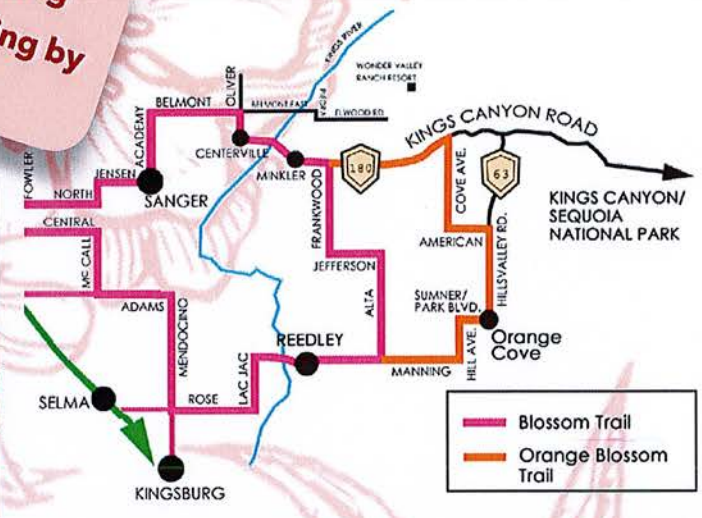 ng by
KINGS RIVER
WONDER VALLEY
RANCH RESORT
OLIVER
BELMONT
ELWOOD RD.
ACADEMY
KINGS CANYON ROAD
CENTERVILLE
MINKLER
180
63
FOWLER
JENSEN
NORTH
SANGER
FRANKWOOD
COVE AVE.
KINGS CANYON/
SEQUOIA
NATIONAL PARK
CENTRAL
AMERICAN
HILLSVALLEY RD.
MC CALL
JEFFERSON
ADAMS
MENDOCINO
ALTA
SUMNER/
PARK BLVD.
Orange
Cove
REEDLEY
LAC JAC
MANNING
HILL AVE.
SELMA
ROSE
KINGSBURG
Blossom Trail
Orange Blossom
Trail